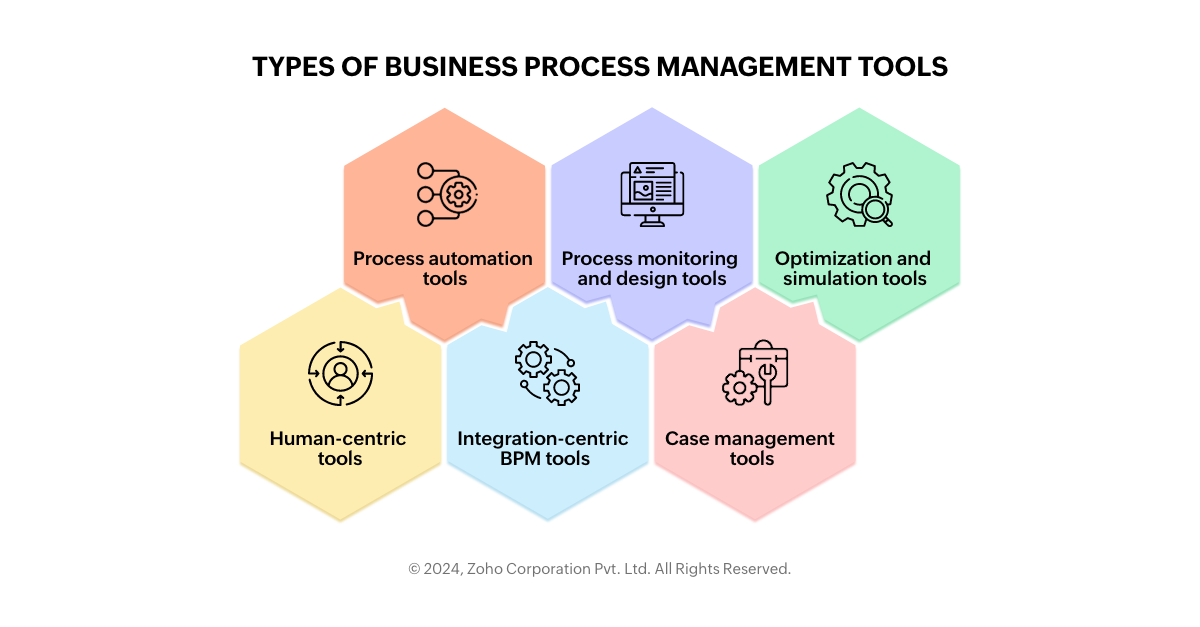 TYPES OF BUSINESS PROCESS MANAGEMENT TOOLS
Process automation
tools
Process monitoring
and design tools
Optimization and
simulation tools
Human-centric
tools
Integration-centric
BPM tools
Case management
tools
© 2024, Zoho Corporation Pvt. Ltd. All Rights Reserved.